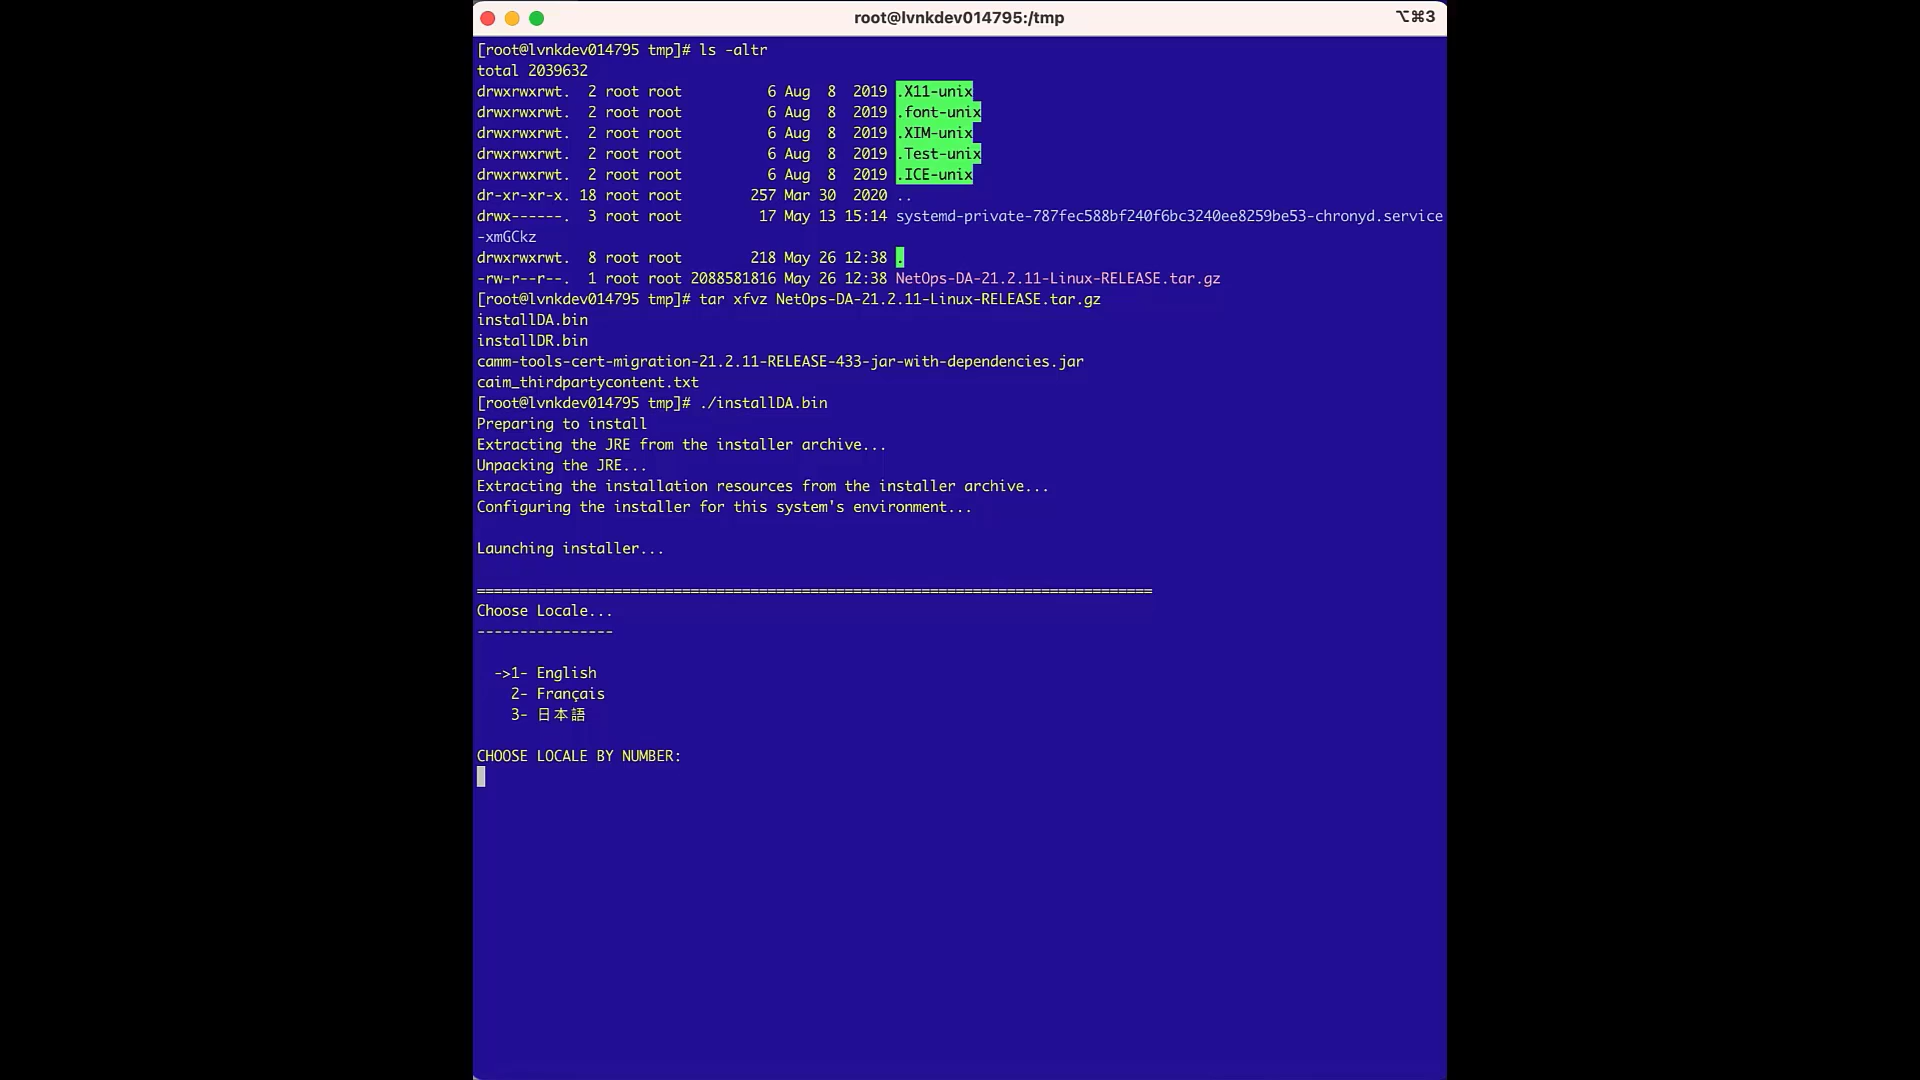 root@lvnkdev014795:/tmp ⌥⌘3
[root@lvnkdev014795 tmp]# ls -altr
total 2039632
drwxrwxrwt.  2 root root          6 Aug  8  2019 .X11-unix
drwxrwxrwt.  2 root root          6 Aug  8  2019 .font-unix
drwxrwxrwt.  2 root root          6 Aug  8  2019 .XIM-unix
drwxrwxrwt.  2 root root          6 Aug  8  2019 .Test-unix
drwxrwxrwt.  2 root root          6 Aug  8  2019 .ICE-unix
dr-xr-xr-x. 18 root root        257 Mar 30  2020 ..
drwx------.  3 root root         17 May 13 15:14 systemd-private-787fec588bf240f6bc3240ee8259be53-chronyd.service
-xmGCkz
drwxrwxrwt.  8 root root        218 May 26 12:38 .
-rw-r--r--.  1 root root 2088581816 May 26 12:38 NetOps-DA-21.2.11-Linux-RELEASE.tar.gz
[root@lvnkdev014795 tmp]# tar xfvz NetOps-DA-21.2.11-Linux-RELEASE.tar.gz
installDA.bin
installDR.bin
camm-tools-cert-migration-21.2.11-RELEASE-433-jar-with-dependencies.jar
caim_thirdpartycontent.txt
[root@lvnkdev014795 tmp]# ./installDA.bin
Preparing to install
Extracting the JRE from the installer archive...
Unpacking the JRE...
Extracting the installation resources from the installer archive...
Configuring the installer for this system's environment...
Launching installer...
===============================================================================
Choose Locale...
----------------
->1- English
2- Français
3- 日本語
CHOOSE LOCALE BY NUMBER: